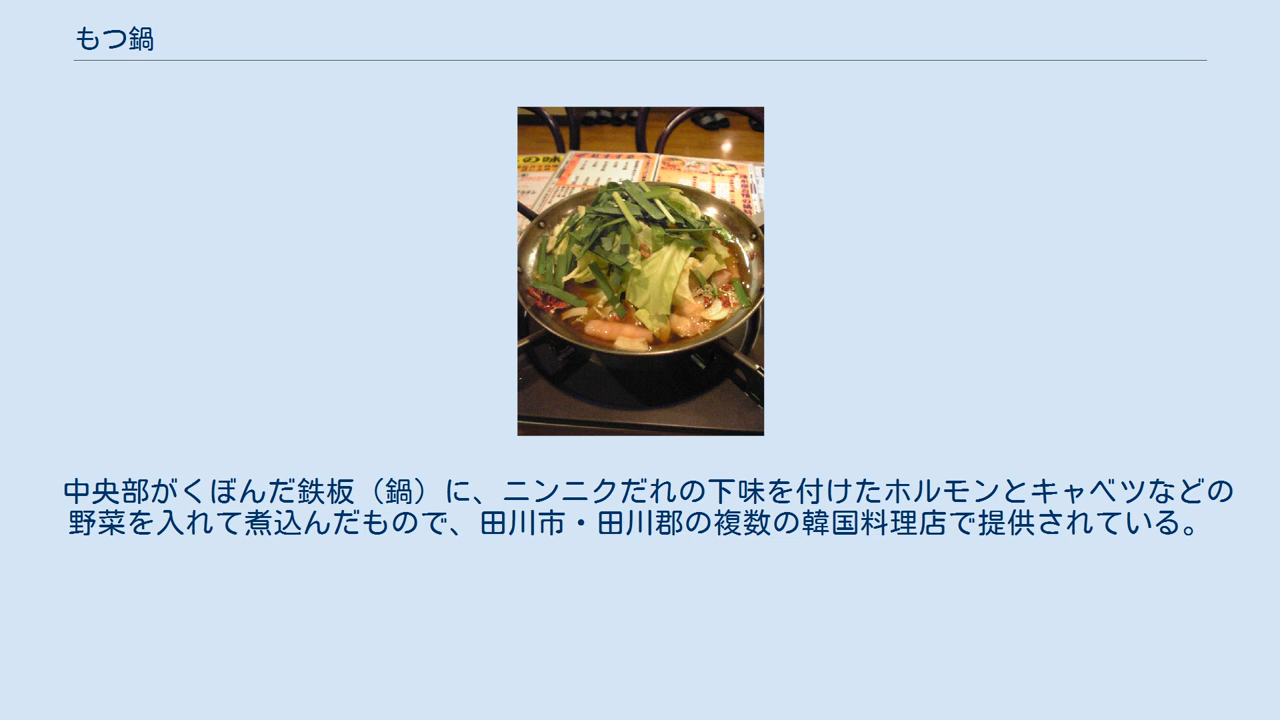 もつ鍋
の味
中央部がくぼんだ鉄板（鍋）に、ニンニクだれの下味を付けたホルモンとキャベツなどの
野菜を入れて煮込んだもので、田川市・田川郡の複数の韓国料理店で提供されている。